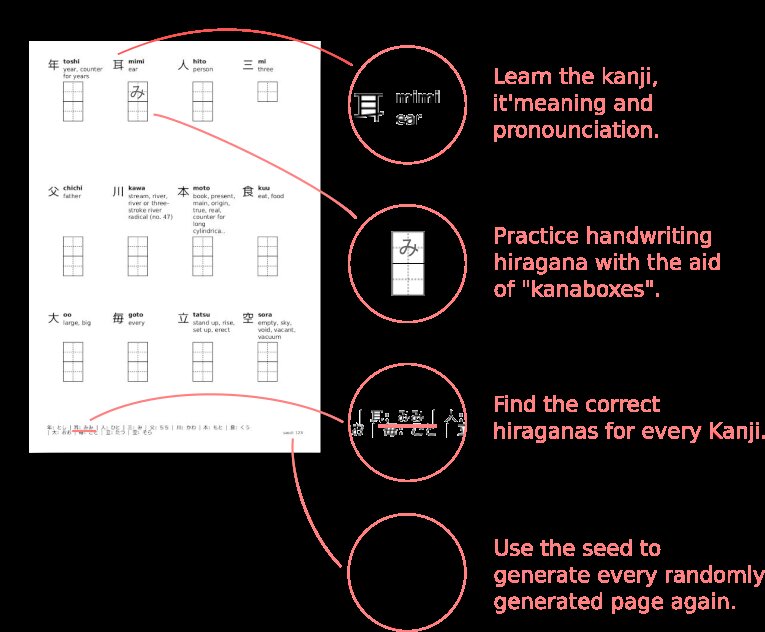 年 toshi
year, counter
for years
耳 mimi
ear
み
人 hito
person
三 mi
three
父 chichi
father
川 kawa
stream, river,
river or three-
stroke river
radical (no. 47)
本 moto
book, present,
main, origin,
true, real,
counter for
long
cylindrica..
食 kuu
eat, food
大 oo
large, big
毎 goto
every
立 tatsu
stand up, rise,
set up, erect
空 sora
empty, sky,
void, vacant,
vacuum
年: とし | 耳: みみ | 人: ひと | 三: み | 父: ちち | 川: かわ | 本: もと | 食: くう
| 大: おお | 毎: ごと | 立: たつ | 空: そら
seed: 125
耳 mimi
ear
Learn the kanji,
it'meaning and
pronounciation.
み
Practice handwriting
hiragana with the aid
of "kanaboxes".
| 耳: みみ | 人:
お | 毎: ごと | 立
Find the correct
hiraganas for every Kanji.
Use the seed to
generate every randomly
generated page again.